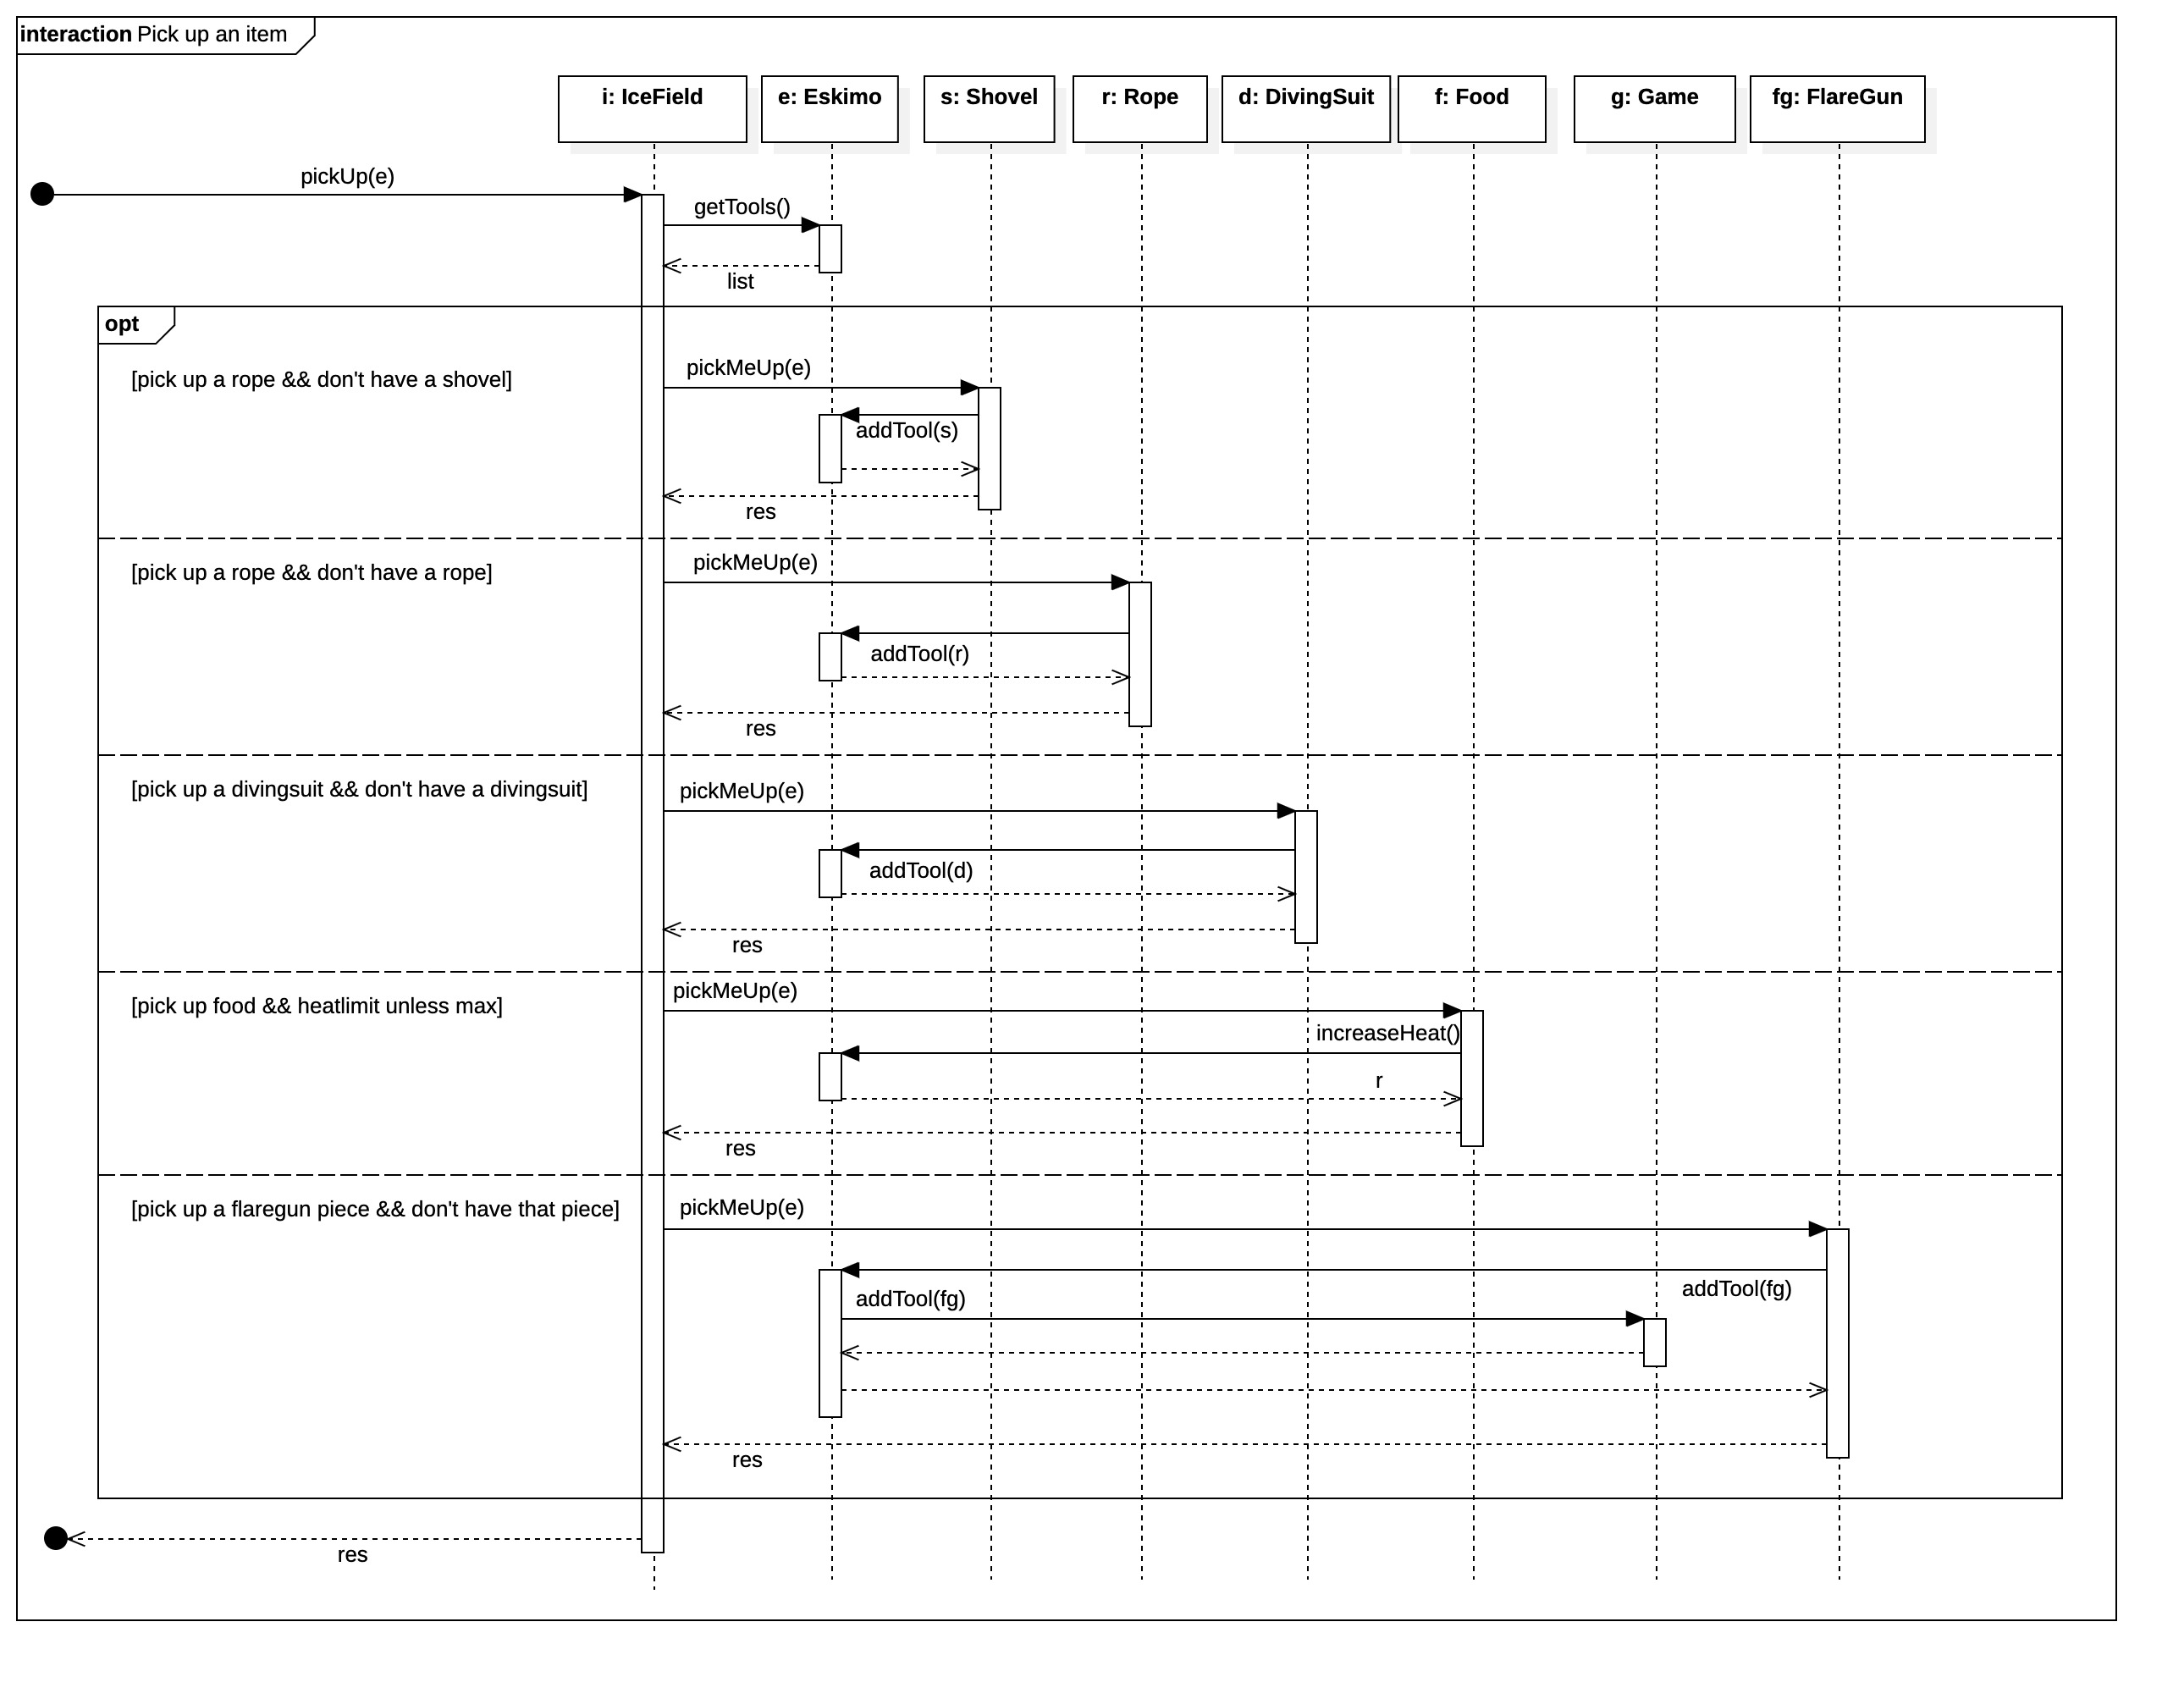 interaction Pick up an item
i: IceField
e: Eskimo
s: Shovel
r: Rope
d: DivingSuit
f: Food
g: Game
fg: FlareGun
pickUp(e)
getTools()
list
opt
[pick up a rope && don't have a shovel]
pickMeUp(e)
addTool(s)
res
[pick up a rope && don't have a rope]
pickMeUp(e)
addTool(r)
res
[pick up a divingsuit && don't have a divingsuit]
pickMeUp(e)
addTool(d)
res
[pick up food && heatlimit unless max]
pickMeUp(e)
increaseHeat()
r
res
[pick up a flaregun piece && don't have that piece]
pickMeUp(e)
addTool(fg)
addTool(fg)
res
res